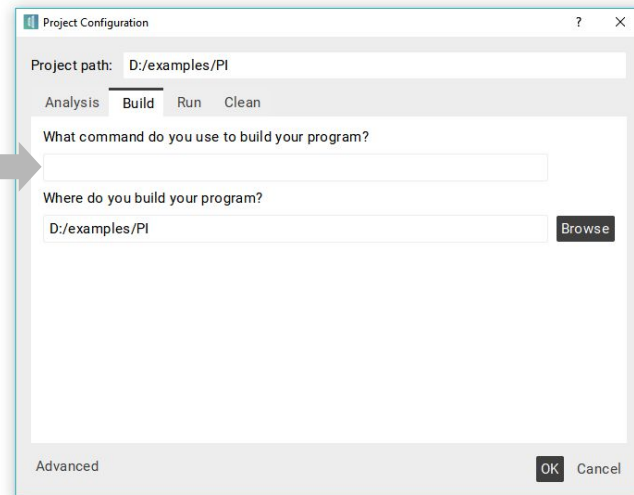 Project Configuration ? ×
Project path: D:/examples/PI
Analysis Build Run Clean
What command do you use to build your program?
Where do you build your program?
D:/examples/PI Browse
Advanced OK Cancel